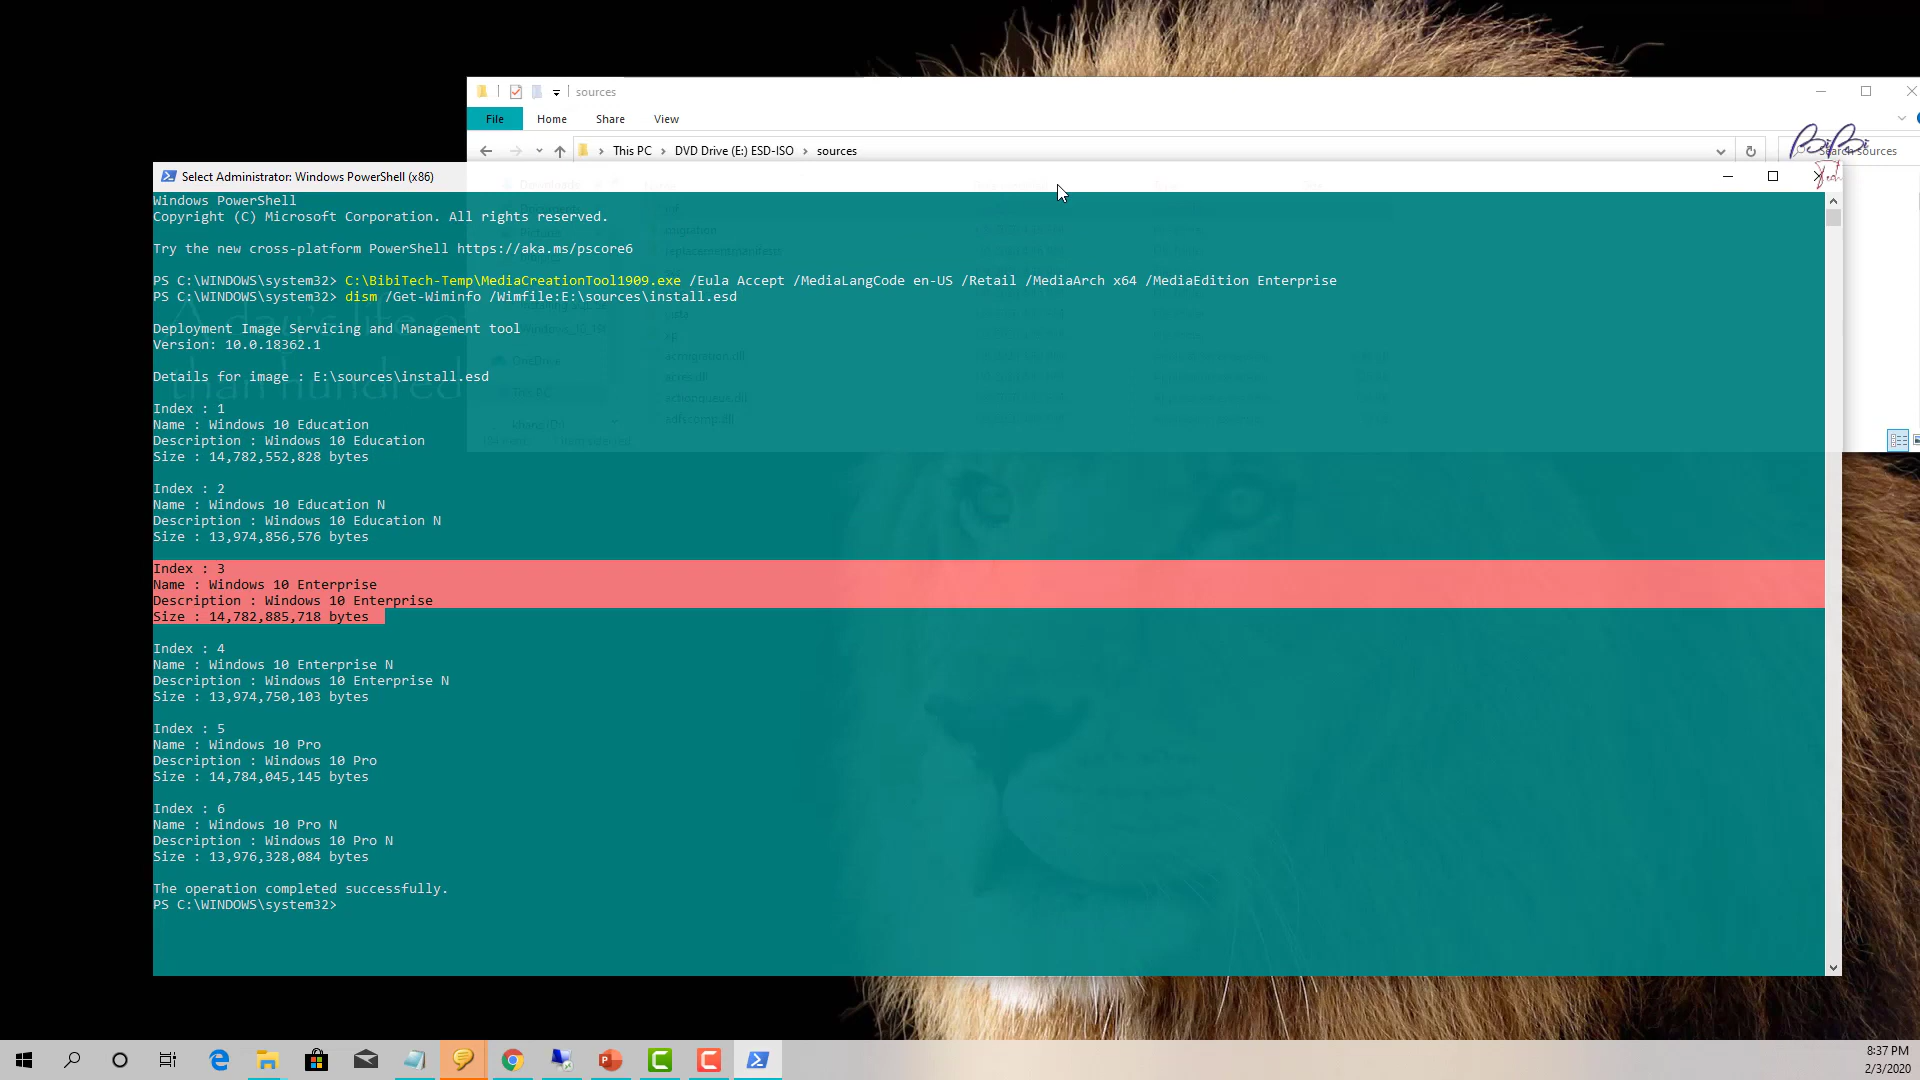 sources
File Home Share View
This PC > DVD Drive (E:) ESD-ISO > sources
Search sources
BiBi
Tech
Select Administrator: Windows PowerShell (x86)
Windows PowerShell
Copyright (C) Microsoft Corporation. All rights reserved.
Try the new cross-platform PowerShell https://aka.ms/pscore6
PS C:\WINDOWS\system32> C:\BibiTech-Temp\MediaCreationTool1909.exe /Eula Accept /MediaLangCode en-US /Retail /MediaArch x64 /MediaEdition Enterprise
PS C:\WINDOWS\system32> dism /Get-Wiminfo /Wimfile:E:\sources\install.esd
Deployment Image Servicing and Management tool
Version: 10.0.18362.1
A day's life
than hundred
Details for image : E:\sources\install.esd
Index : 1
Name : Windows 10 Education
Description : Windows 10 Education
Size : 14,782,552,828 bytes
Index : 2
Name : Windows 10 Education N
Description : Windows 10 Education N
Size : 13,974,856,576 bytes
Index : 3
Name : Windows 10 Enterprise
Description : Windows 10 Enterprise
Size : 14,782,885,718 bytes
Index : 4
Name : Windows 10 Enterprise N
Description : Windows 10 Enterprise N
Size : 13,974,750,103 bytes
Index : 5
Name : Windows 10 Pro
Description : Windows 10 Pro
Size : 14,784,045,145 bytes
Index : 6
Name : Windows 10 Pro N
Description : Windows 10 Pro N
Size : 13,976,328,084 bytes
The operation completed successfully.
PS C:\WINDOWS\system32>
8:37 PM
2/3/2020